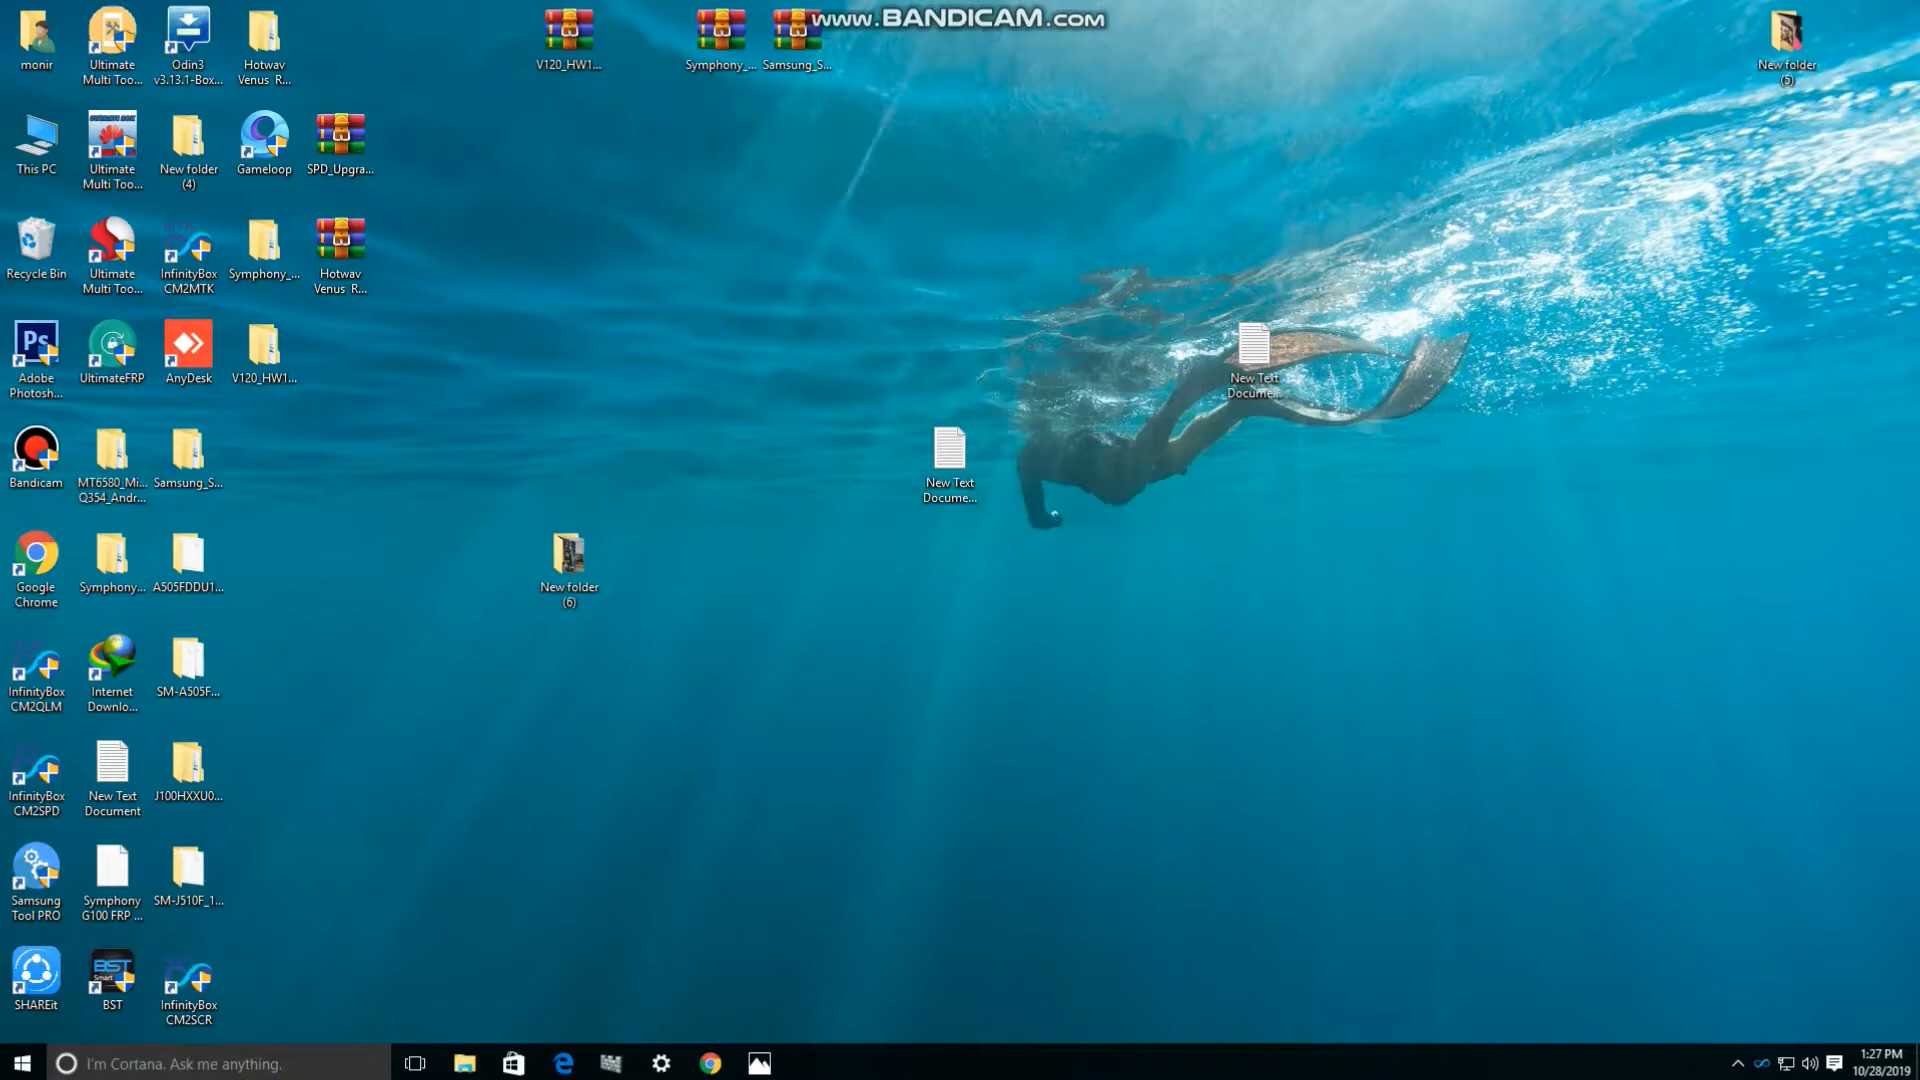 www.BANDICAM.com
monir
Ultimate
Multi Too...
Odin3
v3.13.1-Box...
Hotwav
Venus R...
V120_HW1...
Symphony_...
Samsung_S...
New folder
(5)
This PC
Ultimate
Multi Too...
New folder
(4)
Gameloop
SPD_Upgra...
Recycle Bin
Ultimate
Multi Too...
InfinityBox
CM2MTK
Symphony_...
Hotwav
Venus R...
Ps
Adobe
Photosh...
UltimateFRP
AnyDesk
V120_HW1...
New Text
Docume...
Bandicam
MT6580_Mi...
Q354_Andr...
Samsung_S...
New Text
Docume...
Google
Chrome
Symphony...
A505FDDU1...
New folder
(6)
InfinityBox
CM2QLM
Internet
Downlo...
SM-A505F...
InfinityBox
CM2SPD
New Text
Document
J100HXXU0...
Samsung
Tool PRO
Symphony
G100 FRP ...
SM-J510F_1...
SHAREit
BST
Smart
BST
InfinityBox
CM2SCR
I'm Cortana. Ask me anything.
1:27 PM
10/28/2019